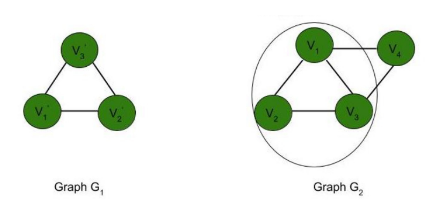 V₃'
V₁'
V₂'
Graph G₁
V₁
V₄
V₂
V₃
Graph G₂